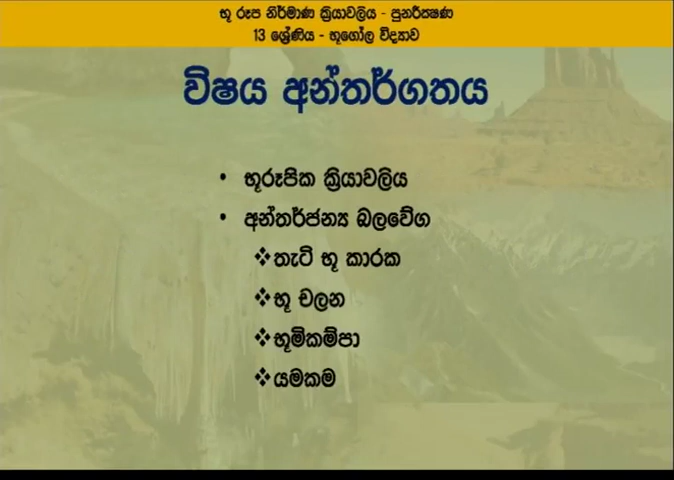 භූ රූප නිර්මාණ ක්‍රියාවලිය - පුනරීක්ෂණ
13 ශ්‍රේණිය - භූගෝල විද්‍යාව
විෂය අන්තර්ගතය
• භූරූපික ක්‍රියාවලිය
• අන්තර්ජන්‍ය බලවේග
❖තැටි භූ කාරක
❖භූ චලන
❖භූමිකම්පා
❖යමකම